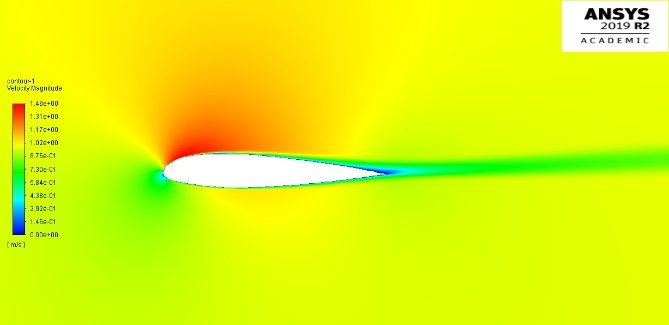 ANSYS
2019 R2
ACADEMIC
contour-1
Velocity Magnitude
1.46e+00
1.31e+00
1.17e+00
1.02e+00
8.76e-01
7.30e-01
5.84e-01
4.38e-01
2.92e-01
1.46e-01
0.00e+00
[ m/s ]